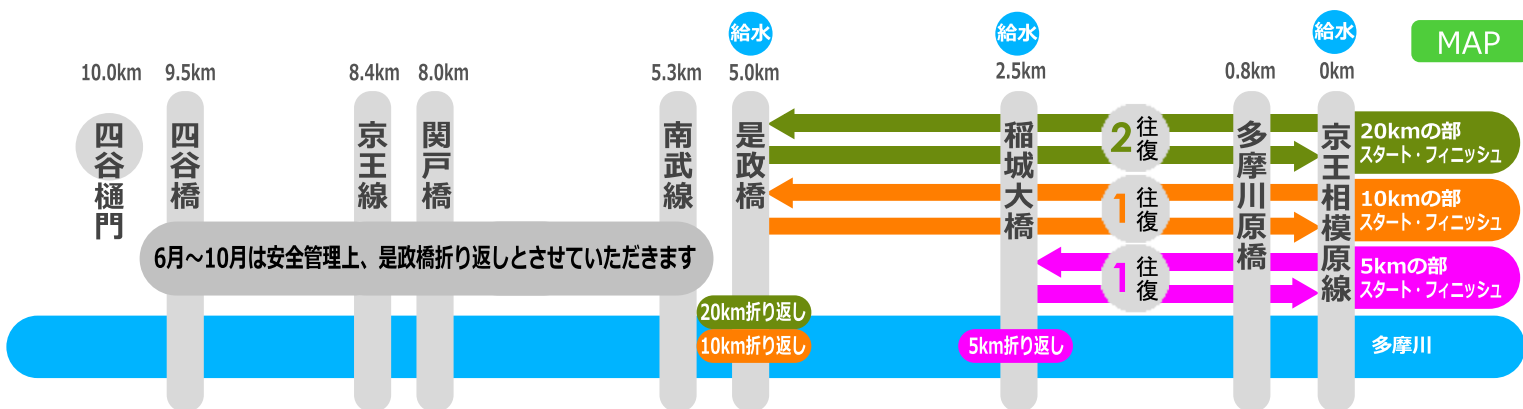 給水
給水
給水
MAP
10.0km
9.5km
8.4km
8.0km
5.3km
5.0km
2.5km
0.8km
0km
四谷樋門
四谷橋
京王線
関戸橋
南武線
是政橋
稲城大橋
多摩川原橋
京王相模原線
2往復
20kmの部
スタート・フィニッシュ
1往復
10kmの部
スタート・フィニッシュ
1往復
5kmの部
スタート・フィニッシュ
6月～10月は安全管理上、是政橋折り返しとさせていただきます
20km折り返し
10km折り返し
5km折り返し
多摩川